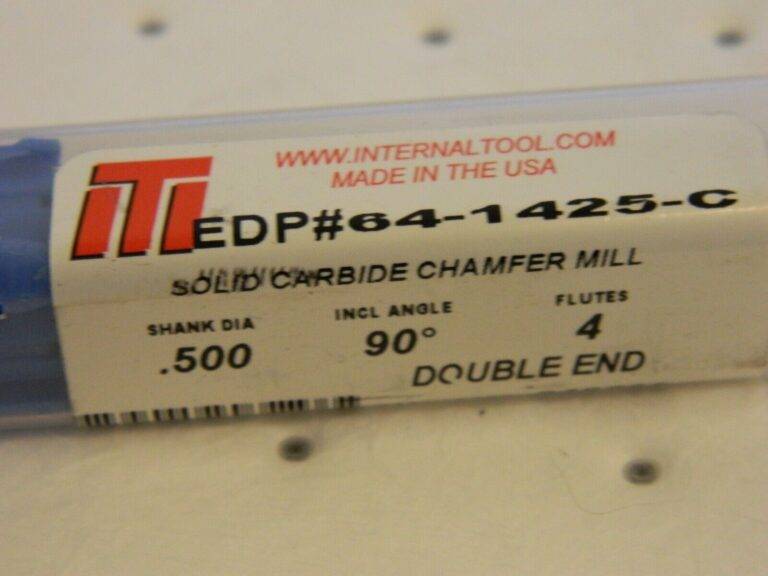 ITI
WWW.INTERNALTOOL.COM
MADE IN THE USA
EDP#64-1425-C
SOLID CARBIDE CHAMFER MILL
SHANK DIA INCL ANGLE FLUTES
.500 90° 4
DOUBLE END